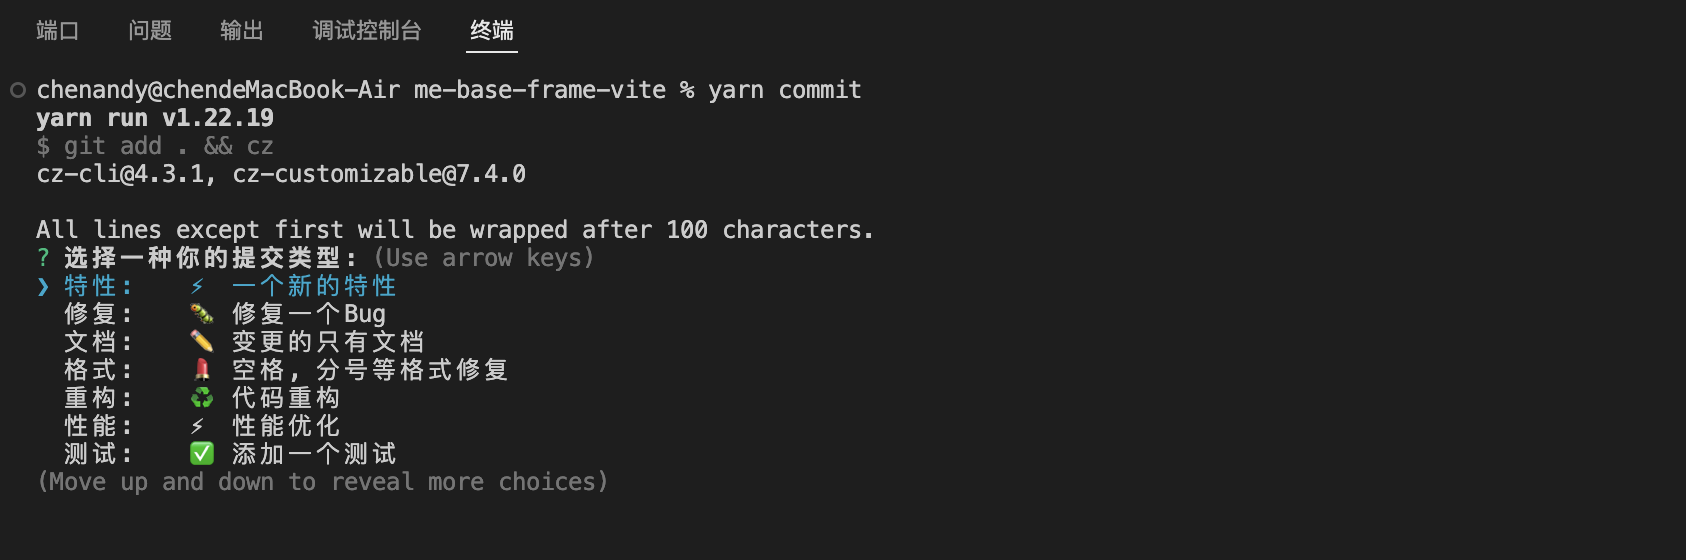 端口 问题 输出 调试控制台 终端
chenandy@chendeMacBook-Air me-base-frame-vite % yarn commit
yarn run v1.22.19
$ git add . && cz
cz-cli@4.3.1, cz-customizable@7.4.0
All lines except first will be wrapped after 100 characters.
? 选择一种你的提交类型: (Use arrow keys)
❯ 特性: ⚡ 一个新的特性
修复: 🐛 修复一个Bug
文档: ✏️ 变更的只有文档
格式: 💄 空格, 分号等格式修复
重构: ♻️ 代码重构
性能: ⚡ 性能优化
测试: ✅ 添加一个测试
(Move up and down to reveal more choices)